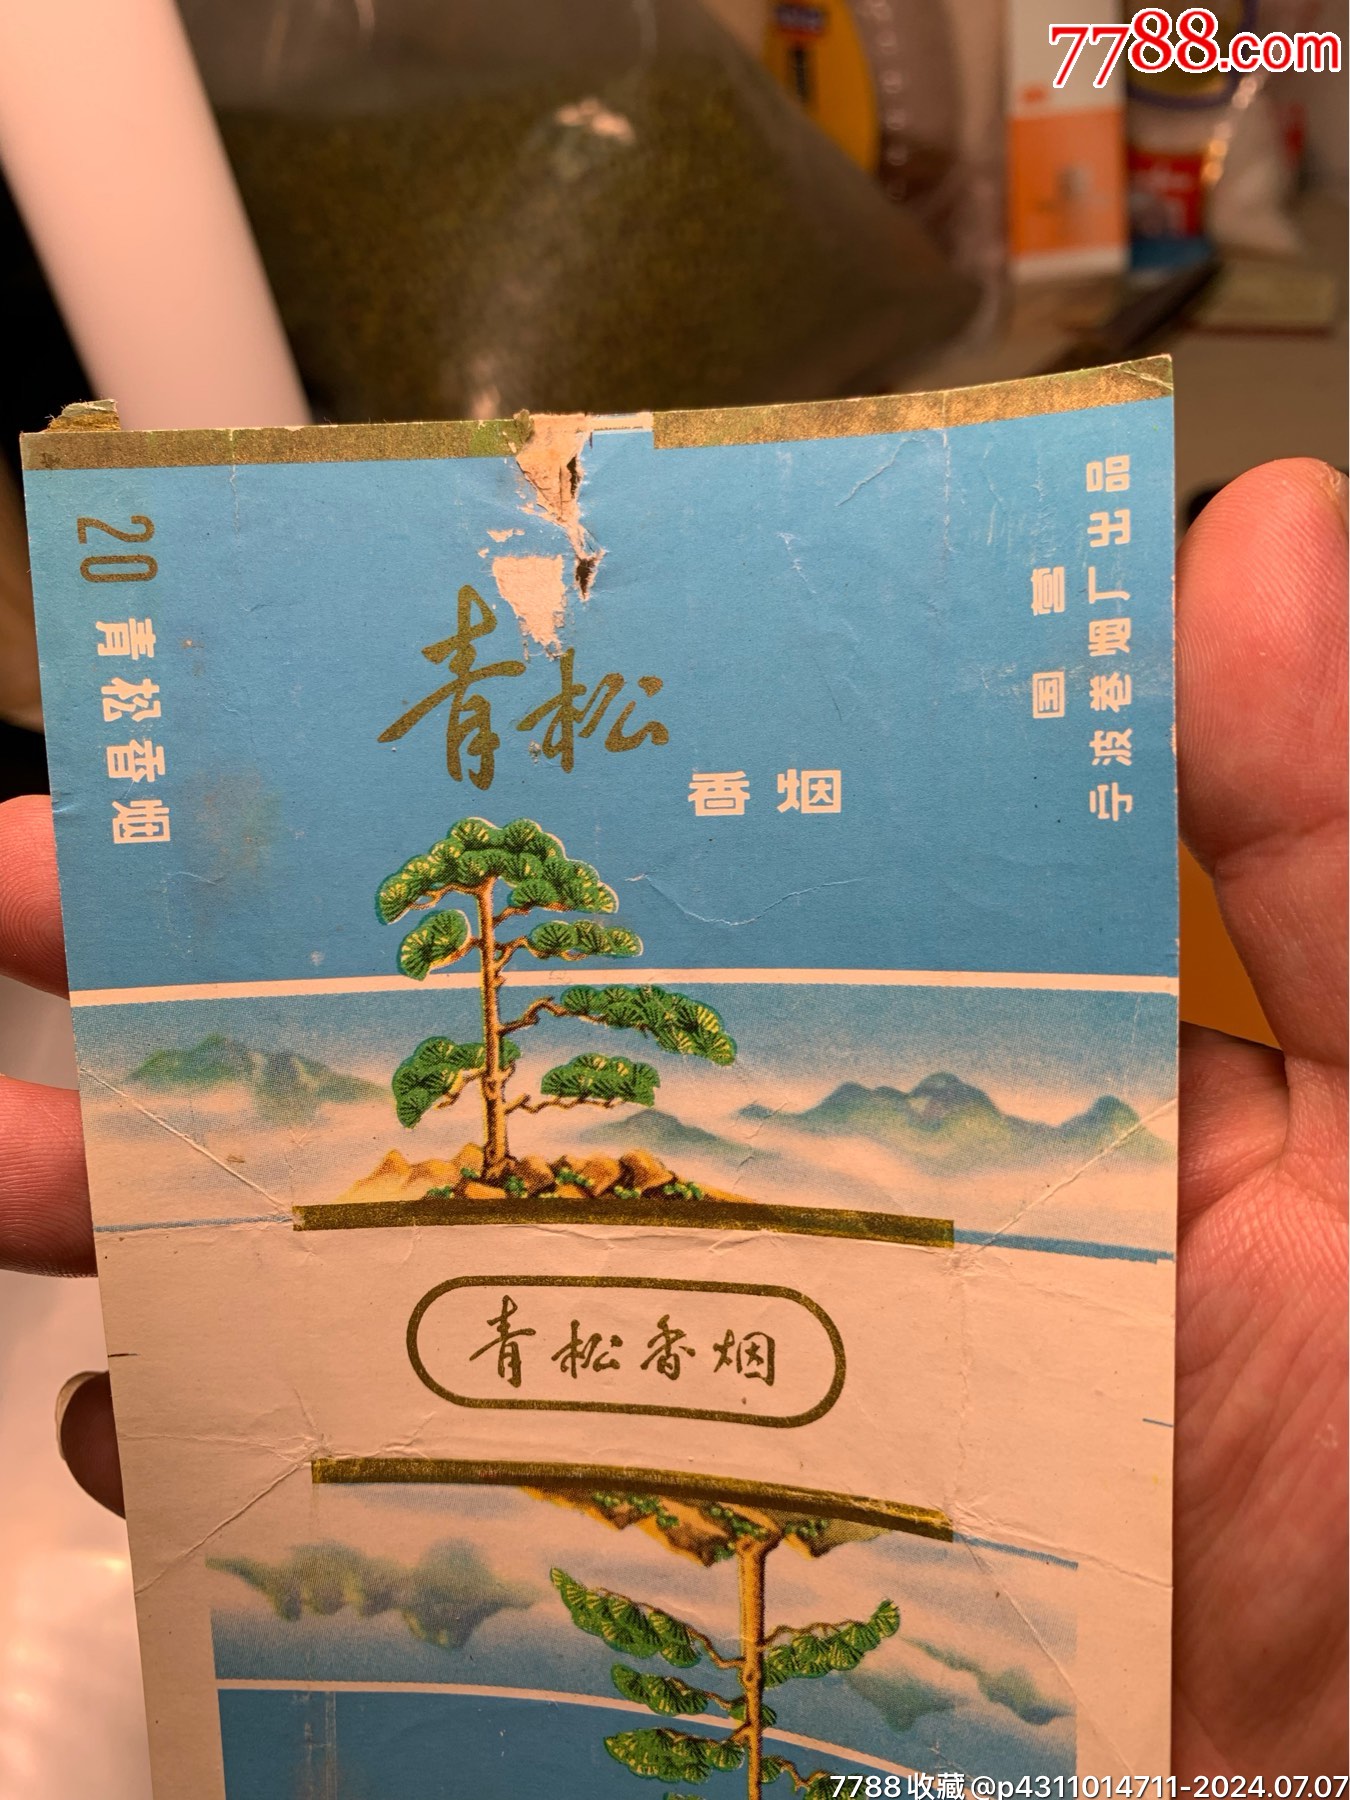 7788.com
20 青松香烟
青松
香烟
国营
宁波卷烟厂出品
青松香烟
7788收藏@p4311014711-2024.07.07